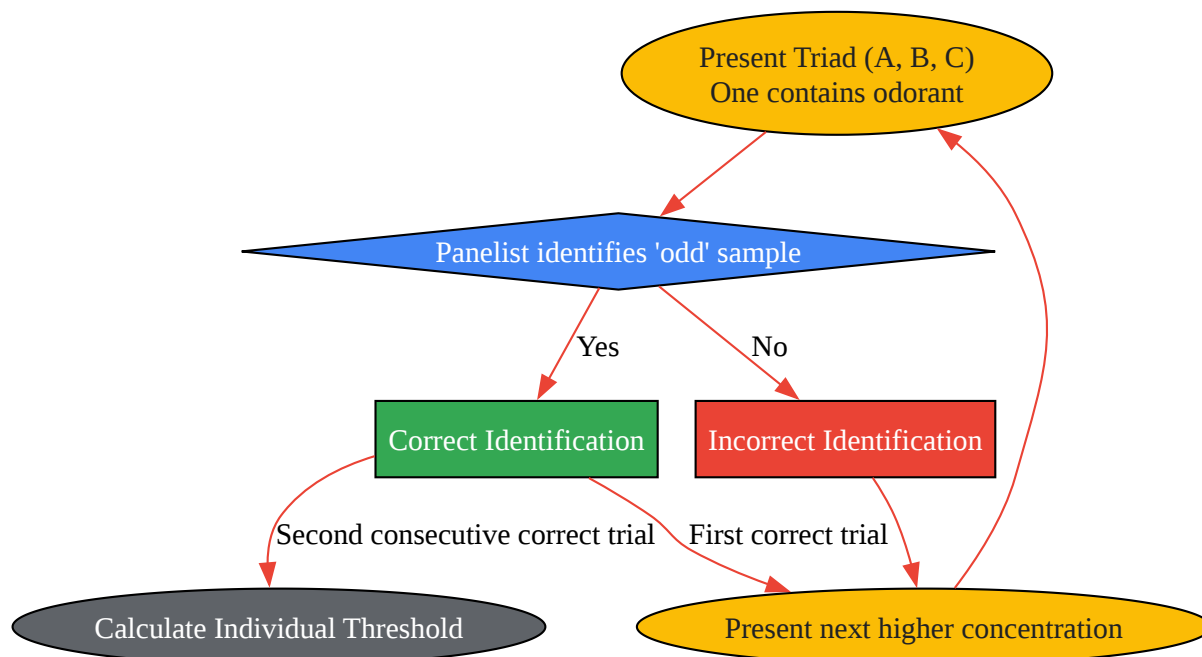 Present Triad (A, B, C)
One contains odorant
Panelist identifies 'odd' sample
Yes
No
Correct Identification
Incorrect Identification
Second consecutive correct trial
First correct trial
Calculate Individual Threshold
Present next higher concentration